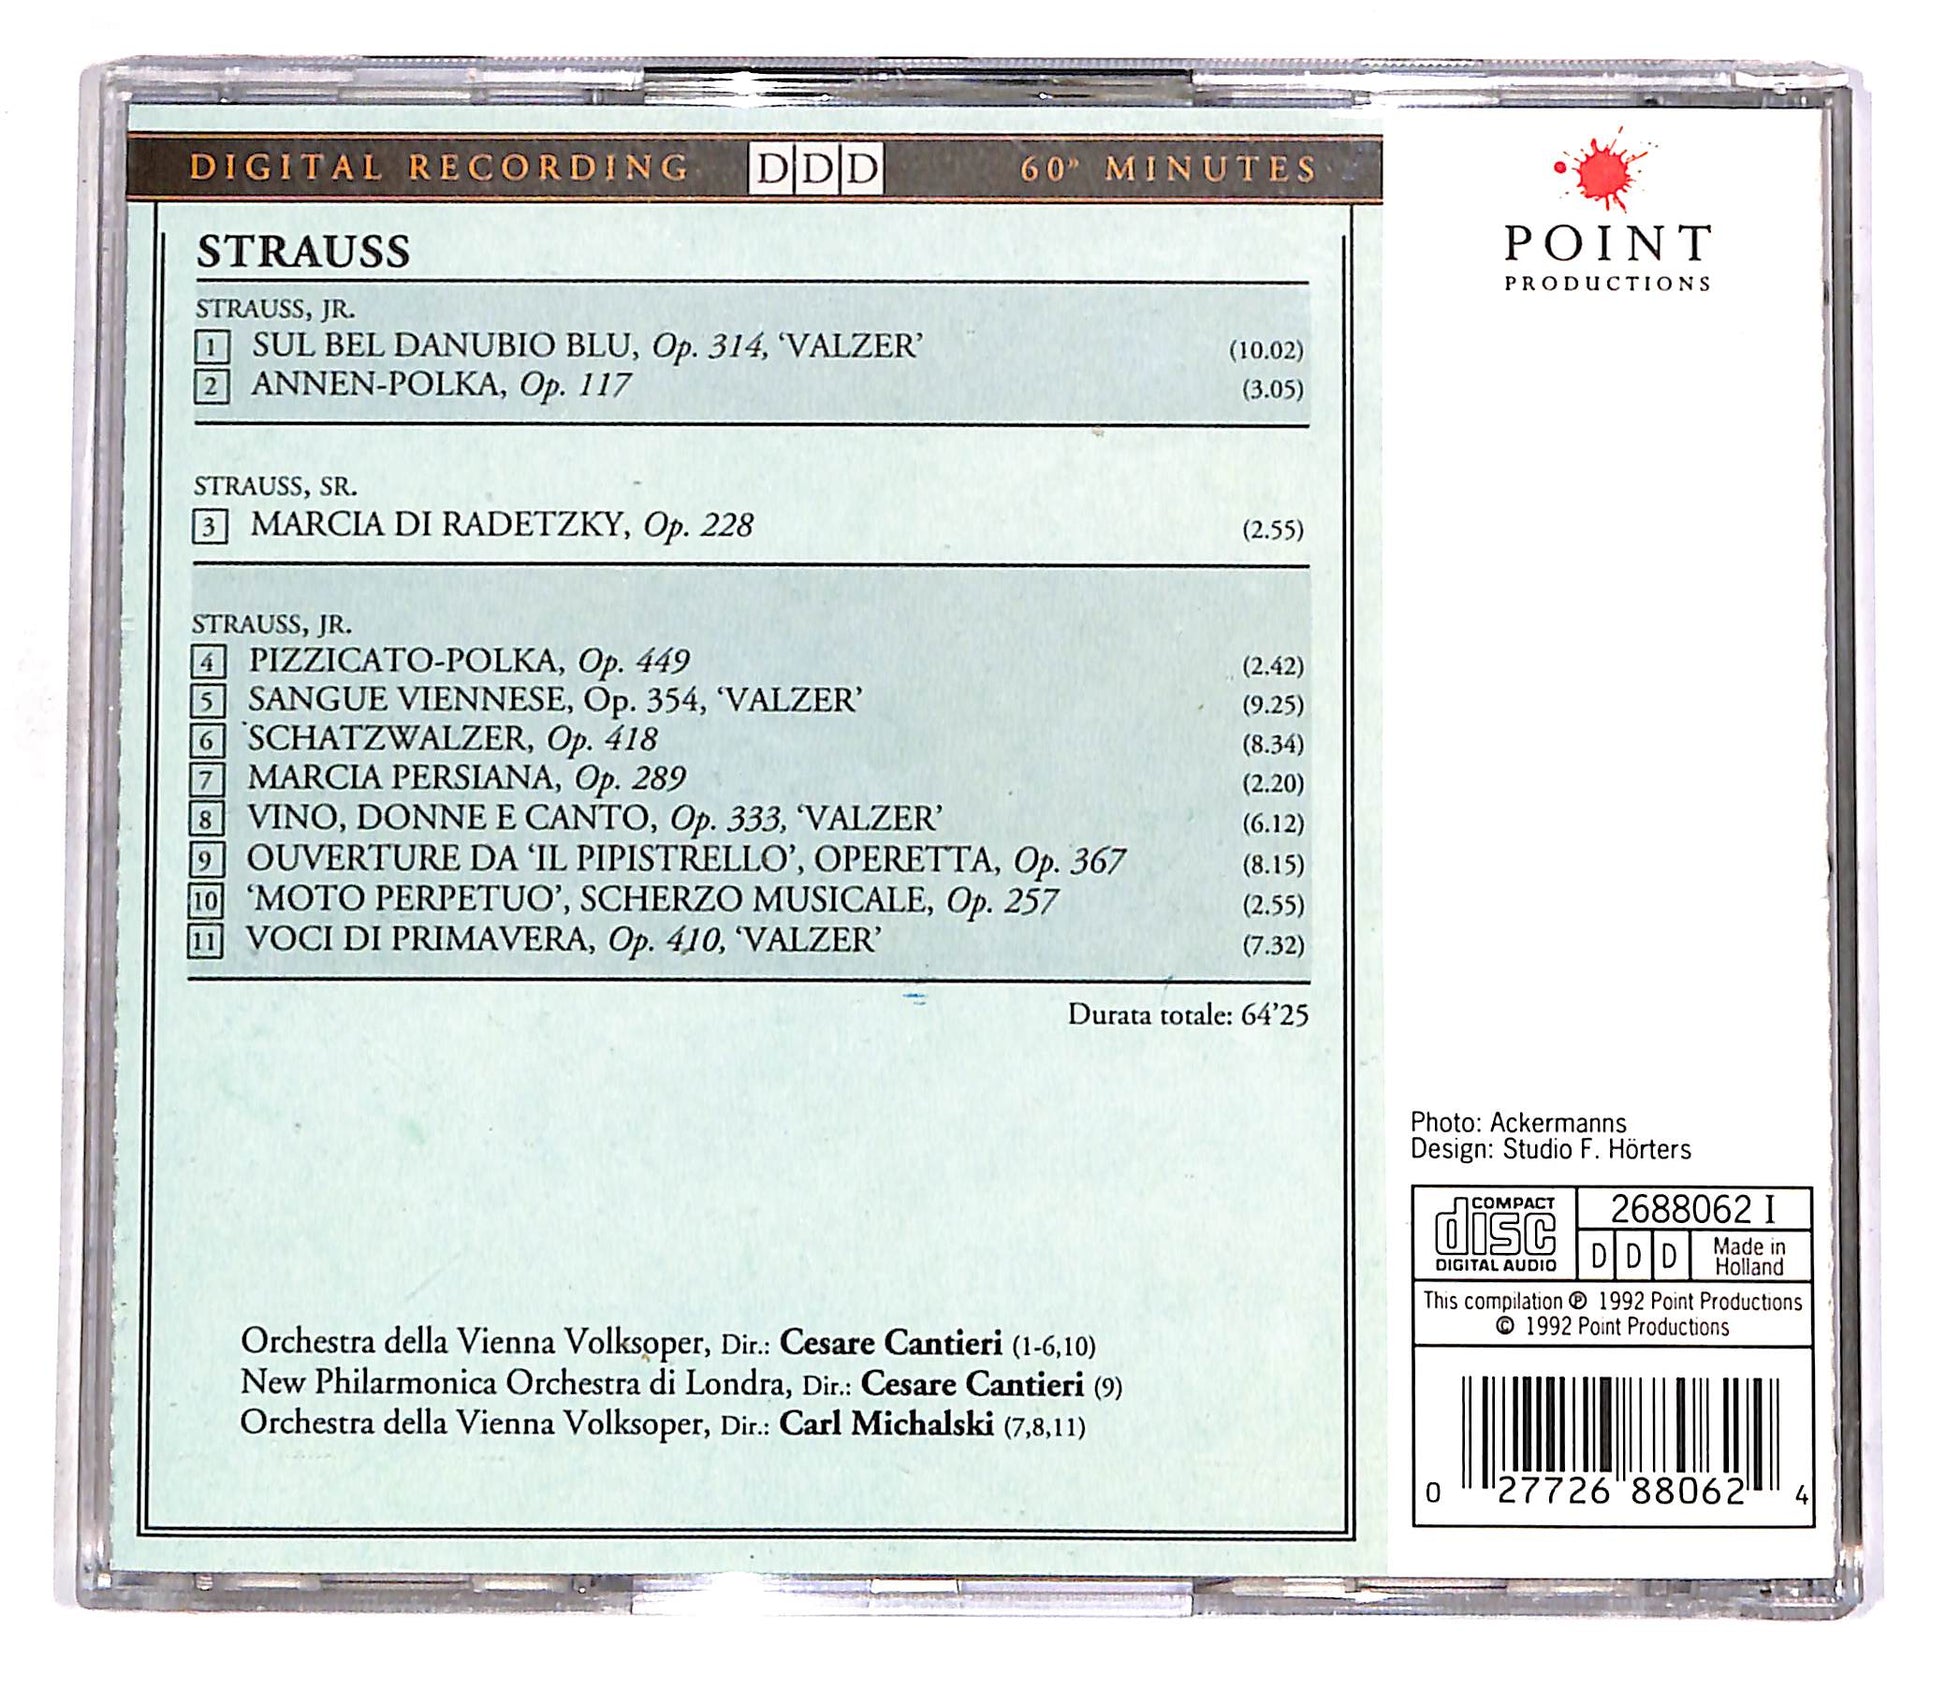 DIGITAL RECORDING DDD 60” MINUTES
STRAUSS
STRAUSS, JR.
1 SUL BEL DANUBIO BLU, Op. 314, ‘VALZER’ (10.02)
2 ANNEN-POLKA, Op. 117 (3.05)
STRAUSS, SR.
3 MARCIA DI RADETZKY, Op. 228 (2.55)
STRAUSS, JR.
4 PIZZICATO-POLKA, Op. 449 (2.42)
5 SANGUE VIENNESE, Op. 354, ‘VALZER’ (9.25)
6 SCHATZWALZER, Op. 418 (8.34)
7 MARCIA PERSIANA, Op. 289 (2.20)
8 VINO, DONNE E CANTO, Op. 333, ‘VALZER’ (6.12)
9 OUVERTURE DA ‘IL PIPISTRELLO’, OPERETTA, Op. 367 (8.15)
10 ‘MOTO PERPETUO’, SCHERZO MUSICALE, Op. 257 (2.55)
11 VOCI DI PRIMAVERA, Op. 410, ‘VALZER’ (7.32)
Durata totale: 64’25
Orchestra della Vienna Volksoper, Dir.: Cesare Cantieri (1-6,10)
New Philarmonica Orchestra di Londra, Dir.: Cesare Cantieri (9)
Orchestra della Vienna Volksoper, Dir.: Carl Michalski (7,8,11)
POINT
PRODUCTIONS
Photo: Ackermanns
Design: Studio F. Hörters
COMPACT
disc
DIGITAL AUDIO
2688062 I
D D D
Made in
Holland
This compilation ℗ 1992 Point Productions
© 1992 Point Productions
0 27726 88062 4